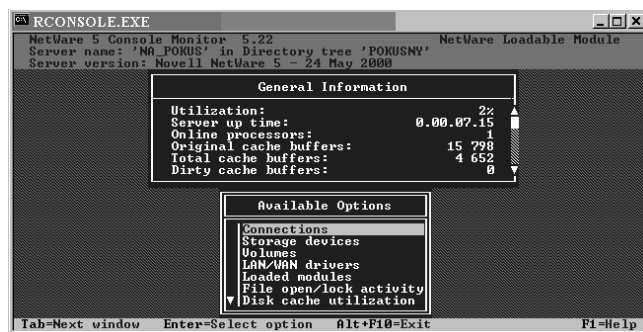 RCONSOLE.EXE
NetWare 5 Console Monitor 5.22 NetWare Loadable Module
Server name: 'NA_POKUS' in Directory tree 'POKUSNY'
Server version: Novell NetWare 5 - 24 May 2000
General Information
Utilization: 2%
Server up time: 0.00.07.15
Online processors: 1
Original cache buffers: 15 798
Total cache buffers: 4 652
Dirty cache buffers: 0
Available Options
Connections
Storage devices
Volumes
LAN/WAN drivers
Loaded modules
File open/lock activity
Disk cache utilization
Tab=Next window Enter=Select option Alt+F10=Exit F1=Help